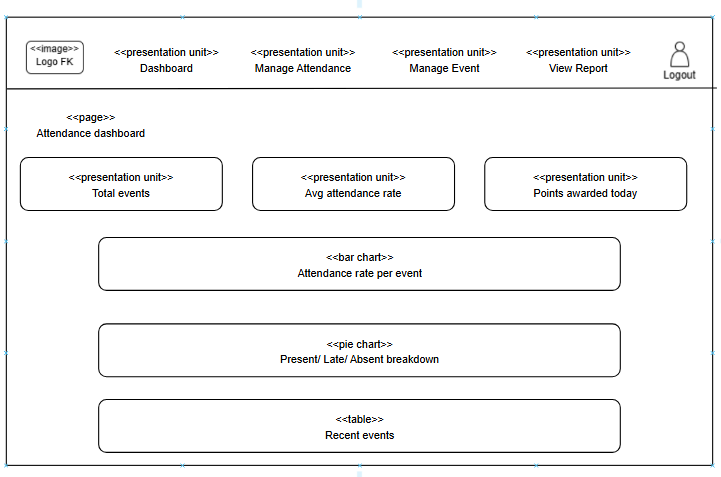 <<image>>
Logo FK
<<presentation unit>>
Dashboard
<<presentation unit>>
Manage Attendance
<<presentation unit>>
Manage Event
<<presentation unit>>
View Report
Logout
<<page>>
Attendance dashboard
<<presentation unit>>
Total events
<<presentation unit>>
Avg attendance rate
<<presentation unit>>
Points awarded today
<<bar chart>>
Attendance rate per event
<<pie chart>>
Present/ Late/ Absent breakdown
<<table>>
Recent events